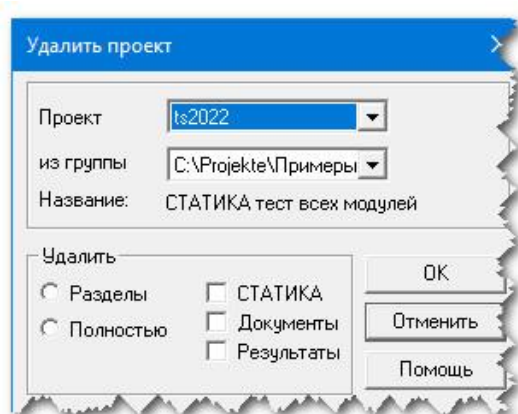 Удалить проект
Проект ts2022
из группы C:\Projekte\Примеры
Название: СТАТИКА тест всех модулей
Удалить
Разделы СТАТИКА
Полностью Документы
Результаты
OK
Отменить
Помощь